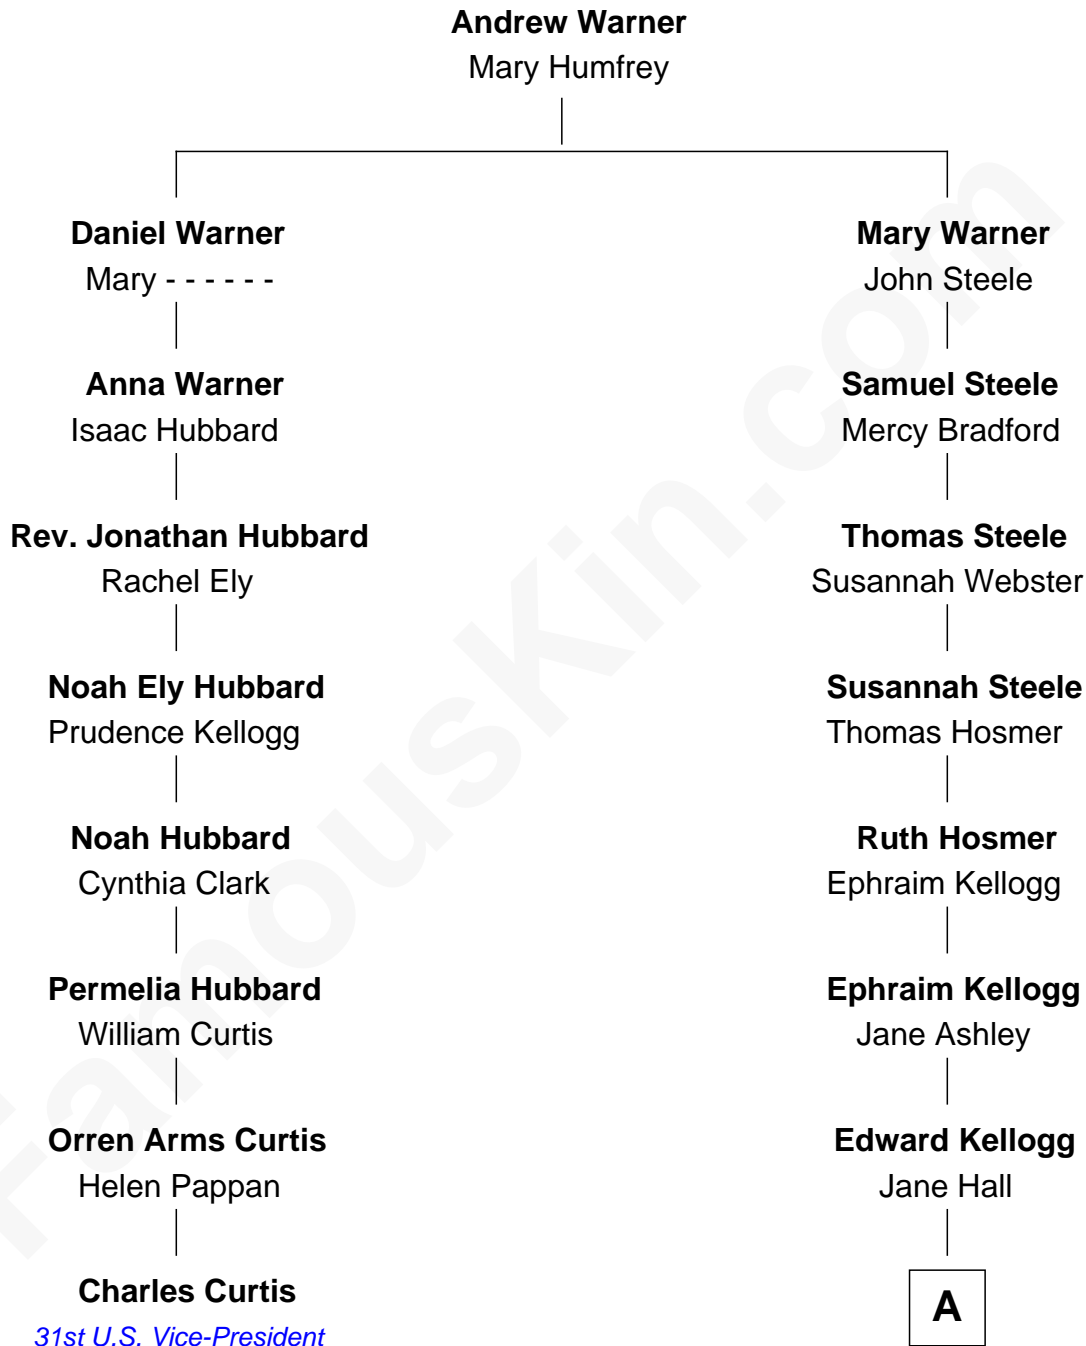 Andrew Warner
Mary Humfrey
Daniel Warner
Mary - - - - - -
Mary Warner
John Steele
Anna Warner
Isaac Hubbard
Samuel Steele
Mercy Bradford
Rev. Jonathan Hubbard
Rachel Ely
Thomas Steele
Susannah Webster
Noah Ely Hubbard
Prudence Kellogg
Susannah Steele
Thomas Hosmer
Noah Hubbard
Cynthia Clark
Ruth Hosmer
Ephraim Kellogg
Permelia Hubbard
William Curtis
Ephraim Kellogg
Jane Ashley
Orren Arms Curtis
Helen Pappan
Edward Kellogg
Jane Hall
Charles Curtis
31st U.S. Vice-President
A
FamousKin.com